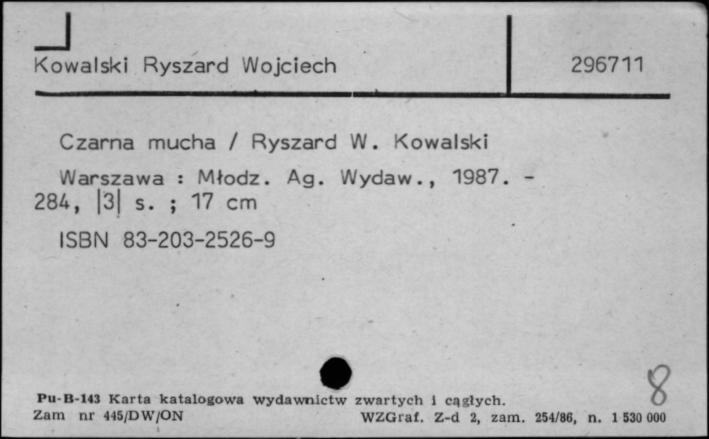 Kowalski Ryszard Wojciech 296711
Czarna mucha / Ryszard W. Kowalski
Warszawa : Młodz. Ag. Wydaw., 1987. -
284, |3| s. ; 17 cm
ISBN 83-203-2526-9
8
Pu-B-143 Karta katalogowa wydawnictw zwartych i cągłych.
Zam nr 445/DW/ON WZGraf. Z-d 2, zam. 254/86, n. 1 530 000